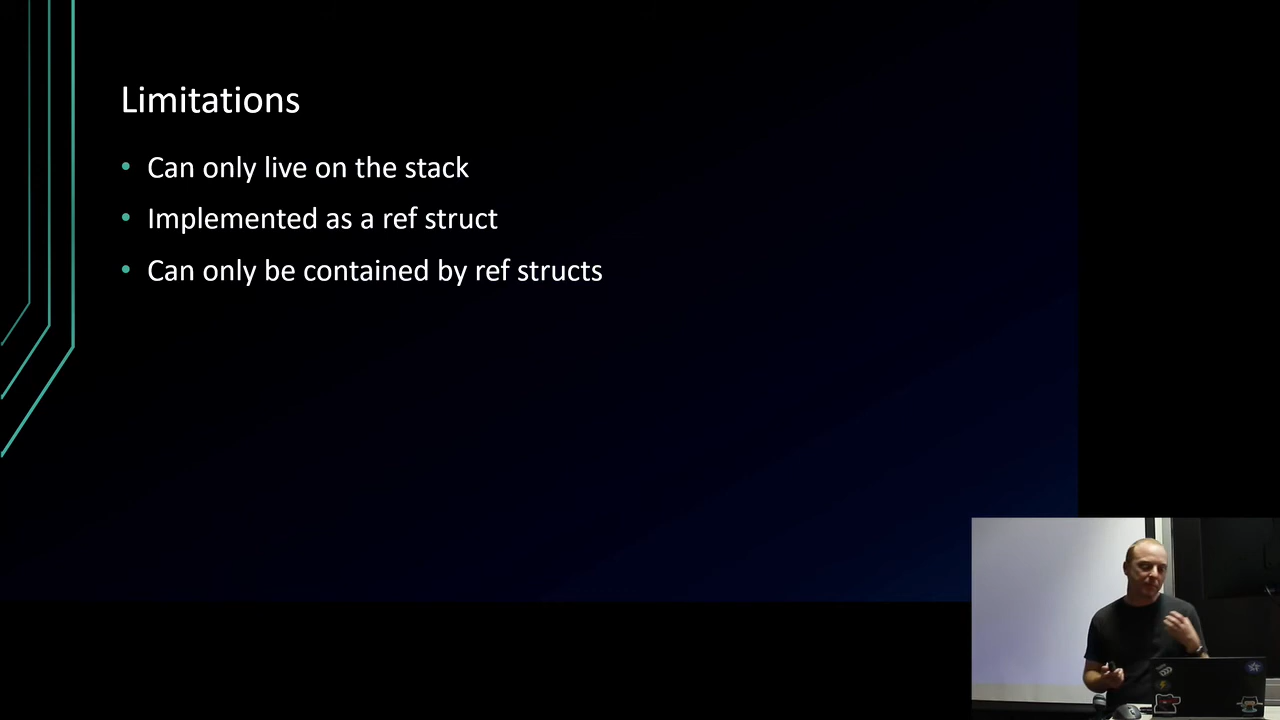 Limitations
Can only live on the stack
Implemented as a ref struct
Can only be contained by ref structs